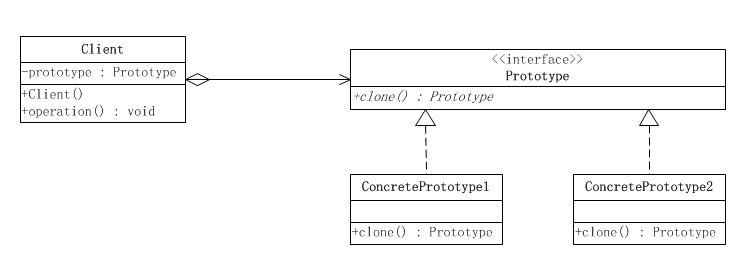 Client
-prototype : Prototype
+Client()
+operation() : void
<<interface>>
Prototype
+clone() : Prototype
ConcretePrototype1
+clone() : Prototype
ConcretePrototype2
+clone() : Prototype